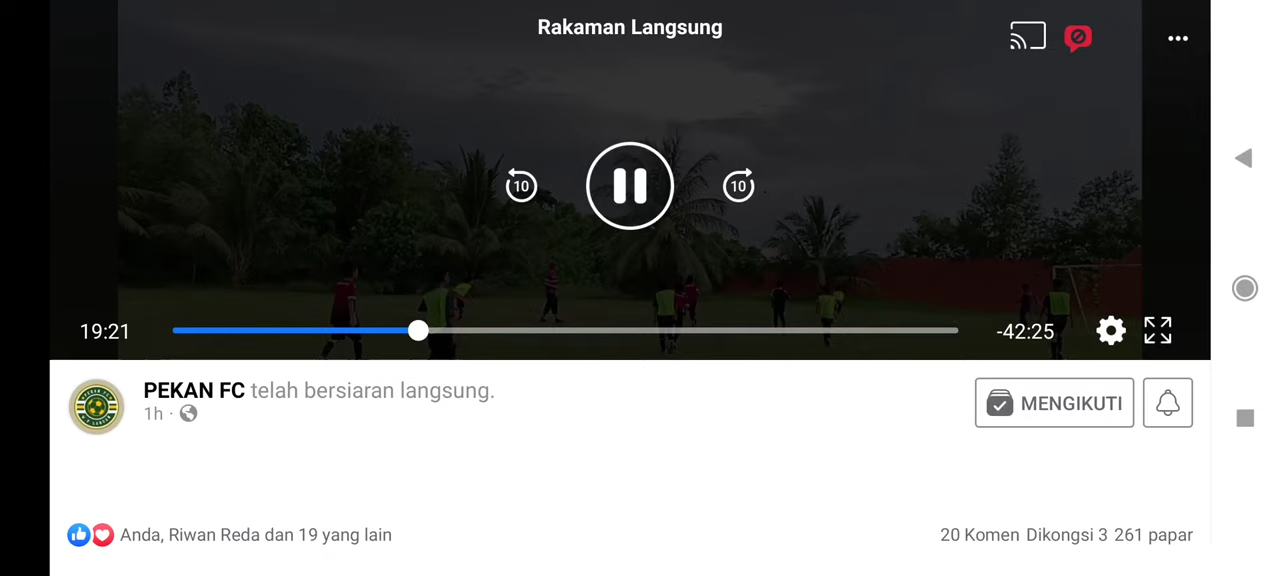 Rakaman Langsung
10
10
19:21
-42:25
PEKAN FC telah bersiaran langsung.
1h ·
MENGIKUTI
Anda, Riwan Reda dan 19 yang lain
20 Komen Dikongsi 3 261 papar